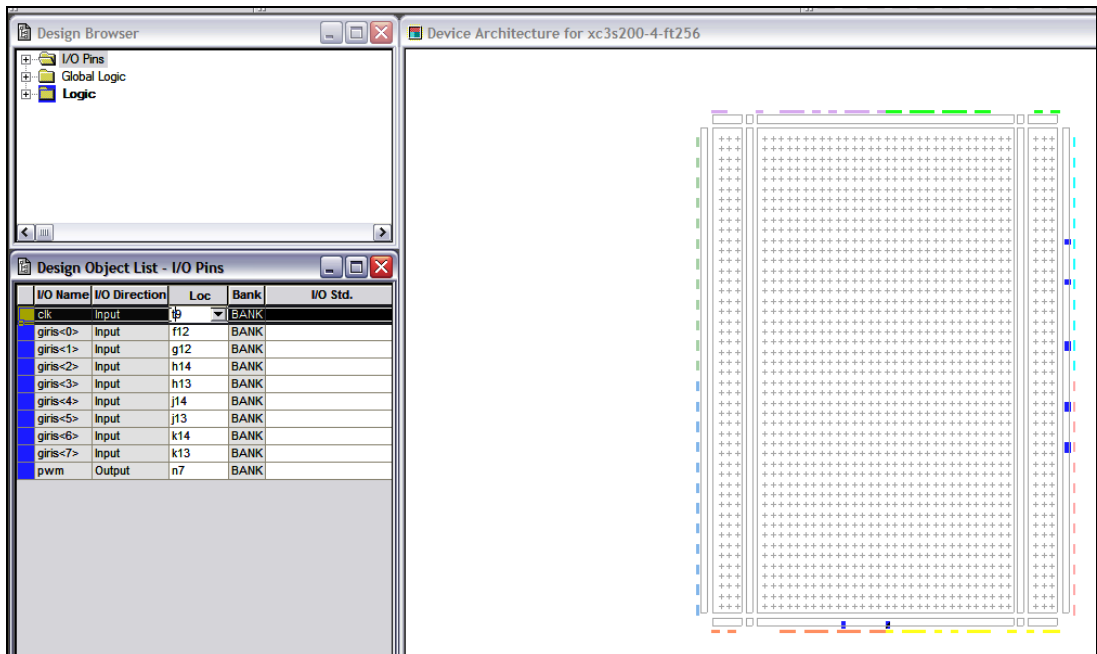 Design Browser
I/O Pins
Global Logic
Logic
Design Object List - I/O Pins
I/O Name I/O Direction Loc Bank I/O Std.
clk Input t9 BANK
giris<0> Input f12 BANK
giris<1> Input g12 BANK
giris<2> Input h14 BANK
giris<3> Input h13 BANK
giris<4> Input j14 BANK
giris<5> Input j13 BANK
giris<6> Input k14 BANK
giris<7> Input k13 BANK
pwm Output n7 BANK
Device Architecture for xc3s200-4-ft256